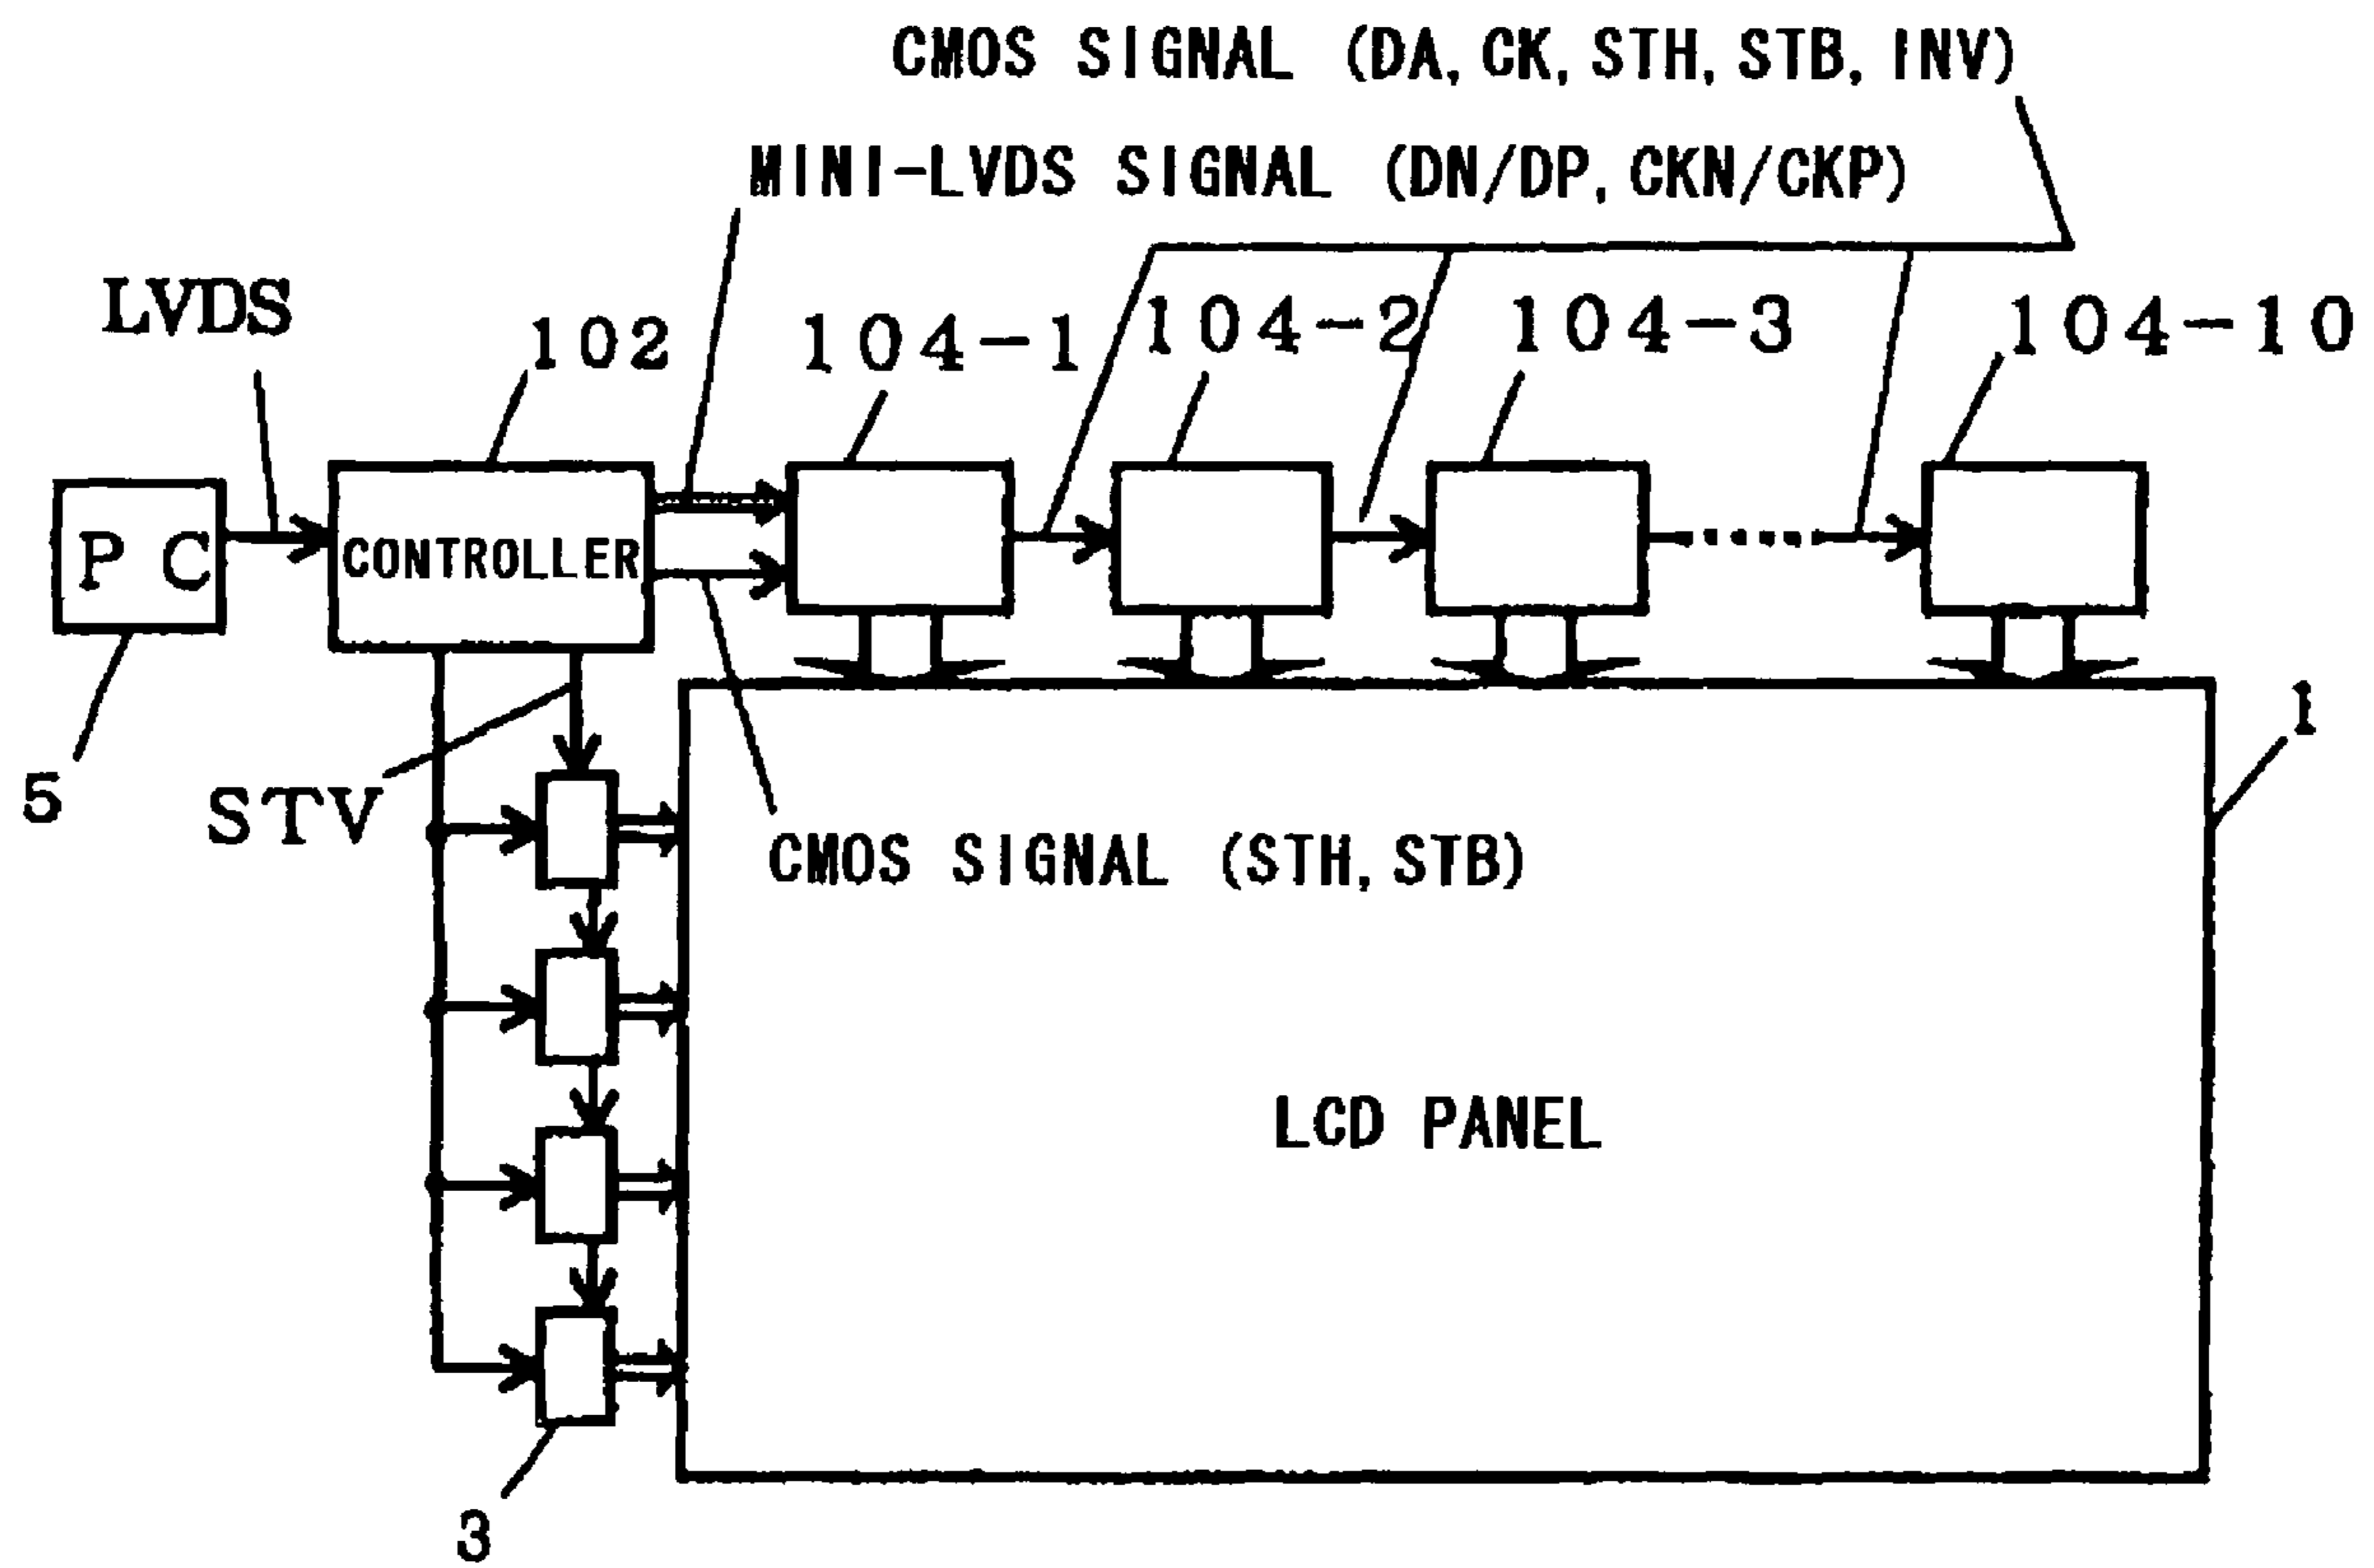 CMOS SIGNAL (DA, CK, STH, STB, INV)
MINI-LVDS SIGNAL (DN/DP, CKN/CKP)
LVDS
102
104-1
104-2
104-3
104-10
PC
CONTROLLER
1
5
STV
CMOS SIGNAL (STH, STB)
LCD PANEL
3